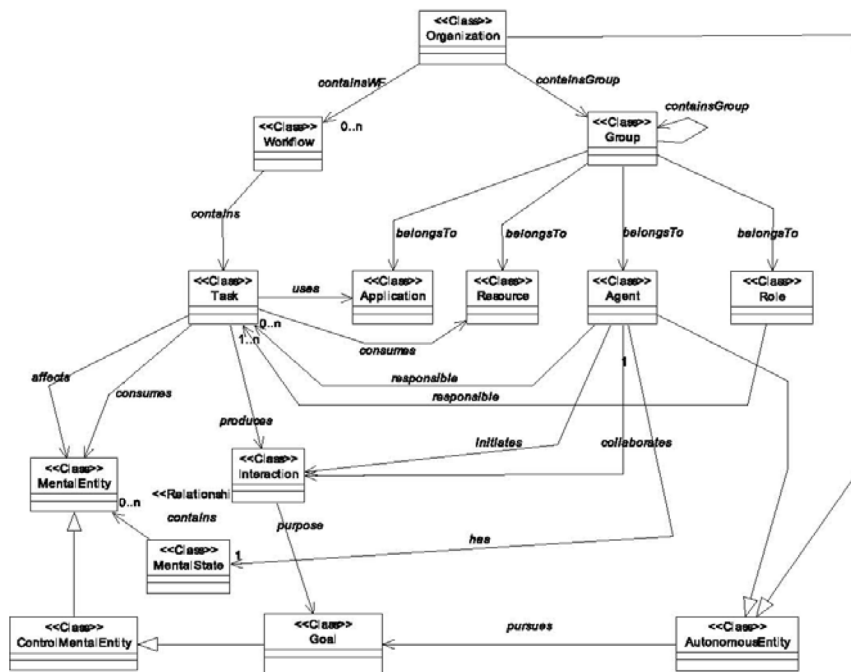 <<Class>>
Organization
containsWF
containsGroup
0..n
containsGroup
<<Class>>
Workflow
<<Class>>
Group
contains
belongsTo
belongsTo
belongsTo
belongsTo
<<Class>>
Task
uses
<<Class>>
Application
<<Class>>
Resource
<<Class>>
Agent
<<Class>>
Role
0..n
1..n
consumes
1
affects
consumes
responsible
responsible
produces
Initiates
collaborates
<<Class>>
MentalEntity
0..n
<<Class>>
Interaction
<<Relationshi
contains
purpose
has
<<Class>>
MentalState
1
<<Class>>
ControlMentalEntity
<<Class>>
Goal
pursues
<<Class>>
AutonomousEntity